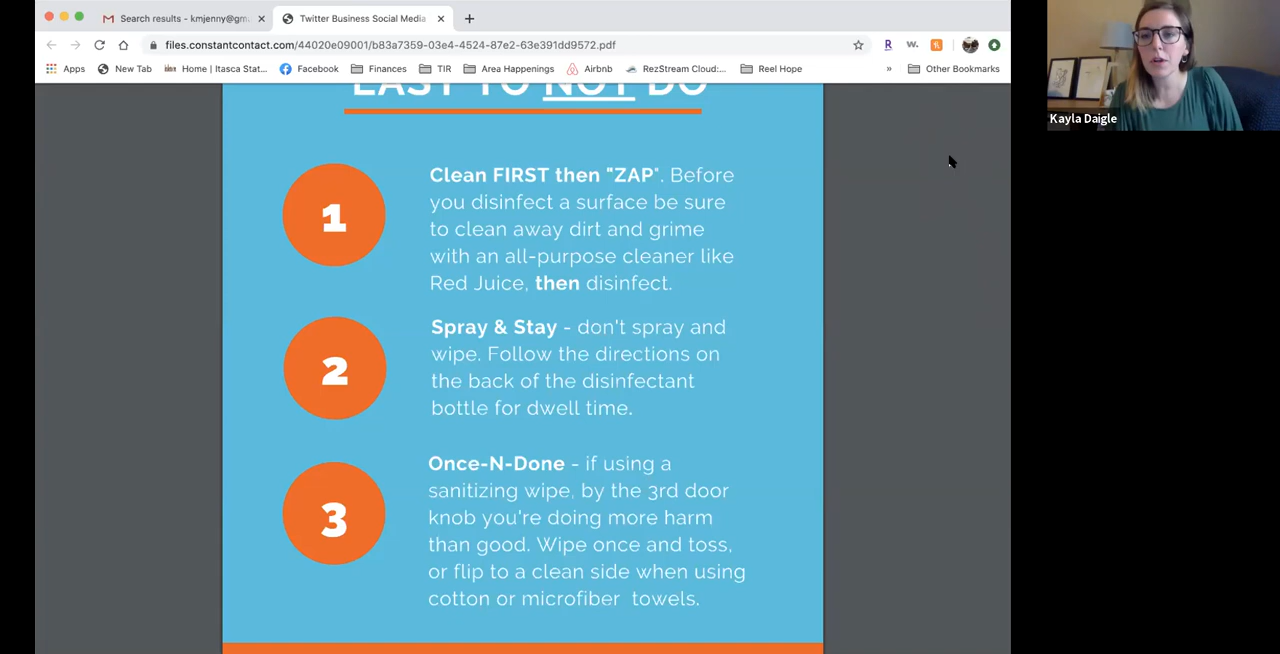 Search results - kmjenny@gm
Twitter Business Social Media
files.constantcontact.com/44020e09001/b83a7359-03e4-4524-87e2-63e391dd9572.pdf
R
w.
Apps
New Tab
Home | Itasca Stat...
Facebook
Finances
TIR
Area Happenings
Airbnb
RezStream Cloud:...
Reel Hope
»
Other Bookmarks
EASY TO NOT DO
1
Clean FIRST then "ZAP". Before
you disinfect a surface be sure
to clean away dirt and grime
with an all-purpose cleaner like
Red Juice, then disinfect.
2
Spray & Stay - don't spray and
wipe. Follow the directions on
the back of the disinfectant
bottle for dwell time.
3
Once-N-Done - if using a
sanitizing wipe, by the 3rd door
knob you're doing more harm
than good. Wipe once and toss,
or flip to a clean side when using
cotton or microfiber towels.
Kayla Daigle